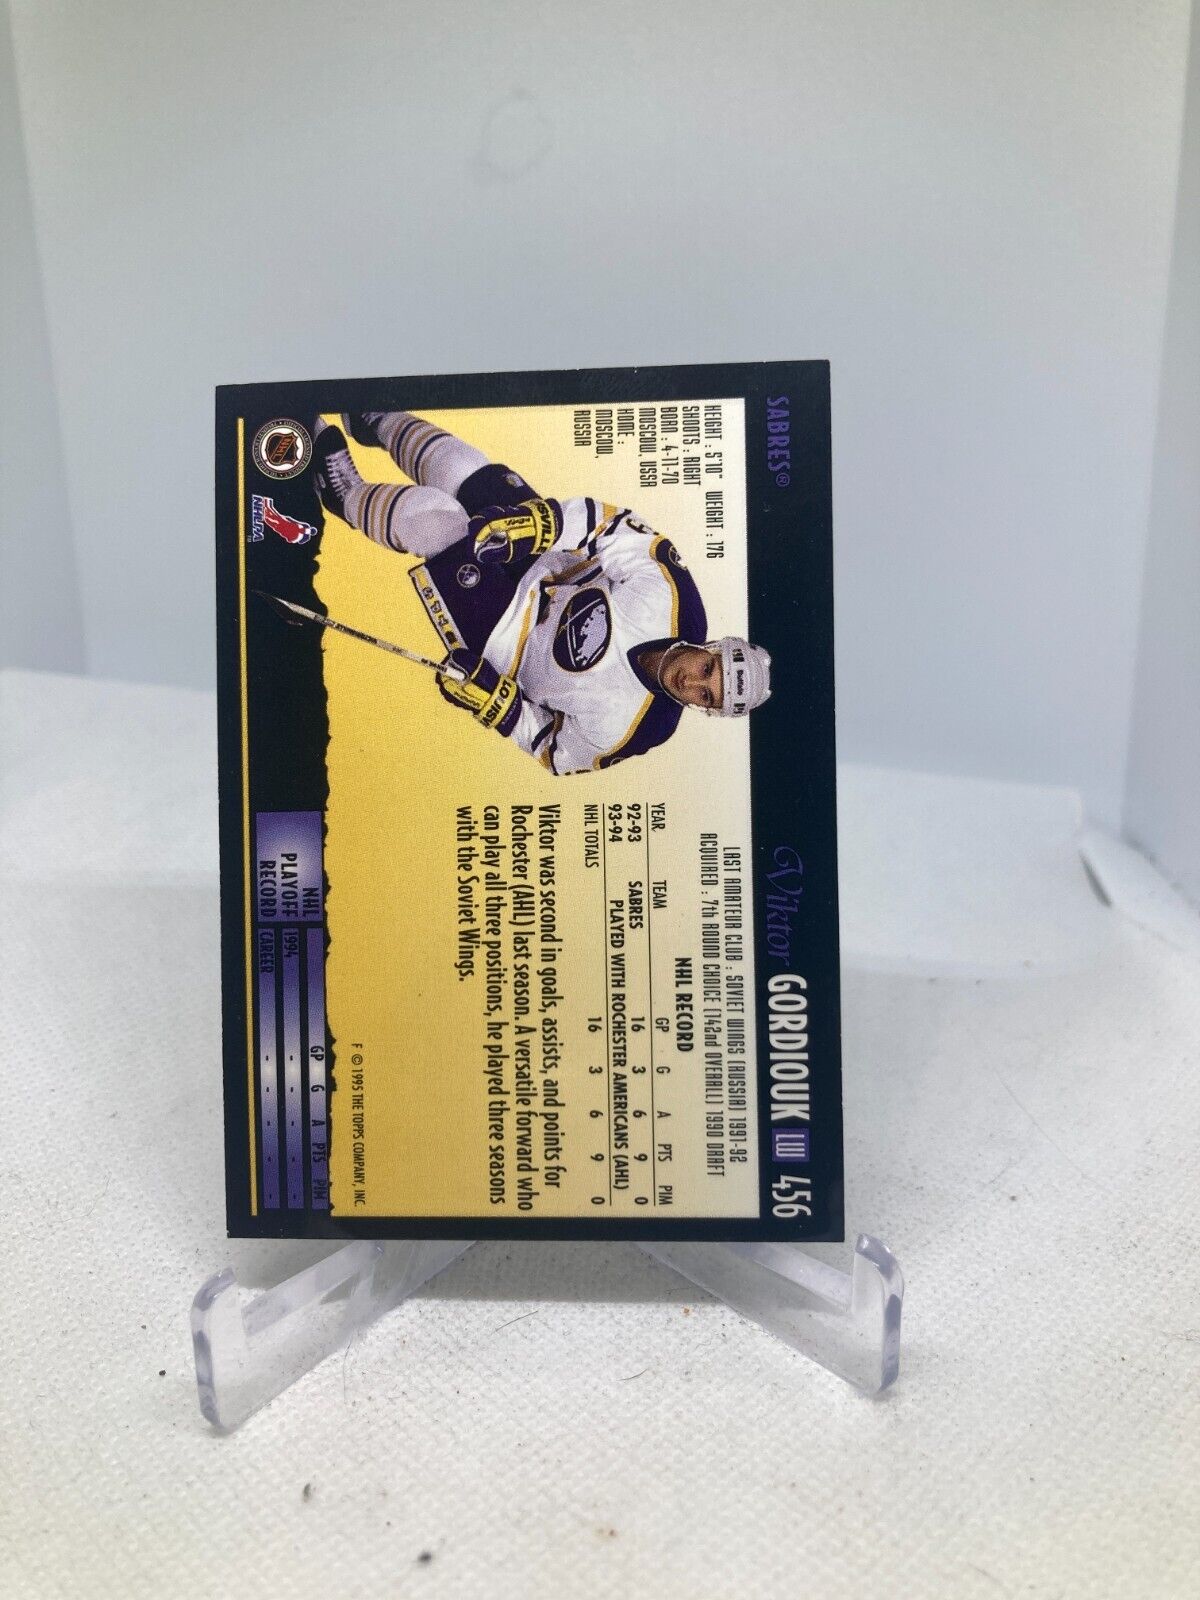 SABRES®
Viktor GORDIOUK LW 456
HEIGHT : 5'10" WEIGHT : 176
SHOOTS : RIGHT
BORN : 4-11-70
MOSCOW, USSR
HOME :
MOSCOW,
RUSSIA
LAST AMATEUR CLUB : SOVIET WINGS (RUSSIA) 1991-92
ACQUIRED : 7th ROUND CHOICE (142nd OVERALL) 1990 DRAFT
NHL RECORD
YEAR TEAM GP G A PTS PIM
92-93 SABRES 16 3 6 9 0
93-94 PLAYED WITH ROCHESTER AMERICANS (AHL)
NHL TOTALS 16 3 6 9 0
Viktor was second in goals, assists, and points for
Rochester (AHL) last season. A versatile forward who
can play all three positions, he played three seasons
with the Soviet Wings.
F © 1995 THE TOPPS COMPANY, INC.
NHL
PLAYOFF
RECORD
GP G A PTS PIM
1994 - - - - -
CAREER - - - - -
Buffalo
NHL
NHLPA™